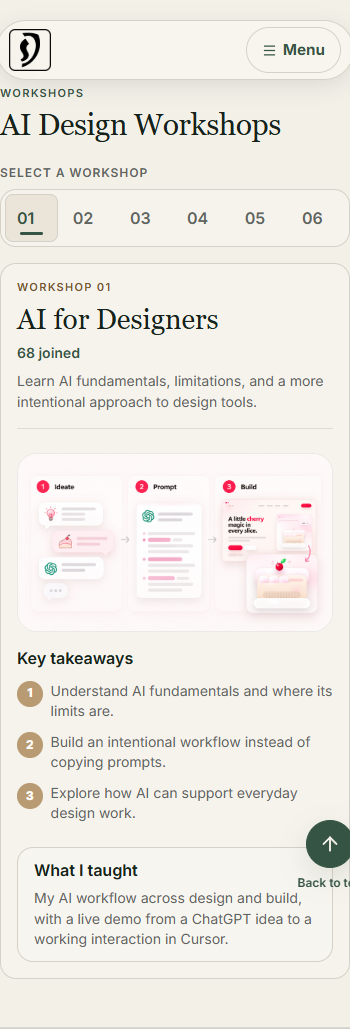 Menu
WORKSHOPS
AI Design Workshops
SELECT A WORKSHOP
01 02 03 04 05 06
WORKSHOP 01
AI for Designers
68 joined
Learn AI fundamentals, limitations, and a more
intentional approach to design tools.
1 Ideate
2 Prompt
3 Build
A little cherry
magic in
every slice.
Key takeaways
1 Understand AI fundamentals and where its
limits are.
2 Build an intentional workflow instead of
copying prompts.
3 Explore how AI can support everyday
design work.
Back to
What I taught
My AI workflow across design and build,
with a live demo from a ChatGPT idea to a
working interaction in Cursor.